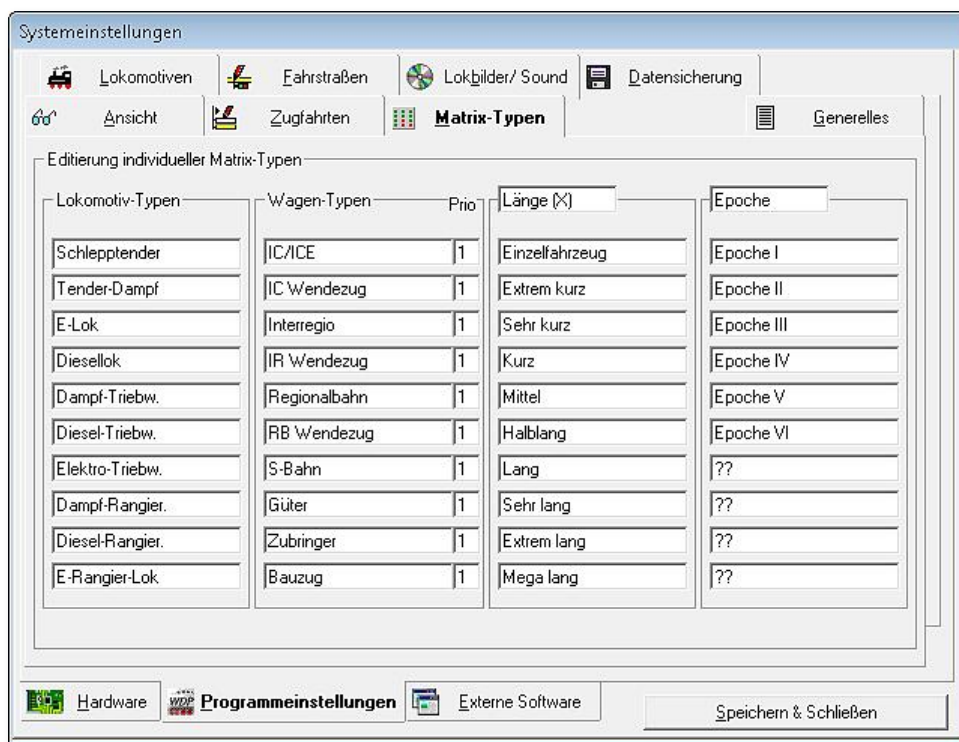 Systemeinstellungen
Lokomotiven Fahrstraßen Lokbilder/ Sound Datensicherung
Ansicht Zugfahrten Matrix-Typen Generelles
Editierung individueller Matrix-Typen
Lokomotiv-Typen Wagen-Typen Prio Länge (X) Epoche
Schlepptender IC/ICE 1 Einzelfahrzeug Epoche I
Tender-Dampf IC Wendezug 1 Extrem kurz Epoche II
E-Lok Interregio 1 Sehr kurz Epoche III
Diesellok IR Wendezug 1 Kurz Epoche IV
Dampf-Triebw. Regionalbahn 1 Mittel Epoche V
Diesel-Triebw. RB Wendezug 1 Halblang Epoche VI
Elektro-Triebw. S-Bahn 1 Lang ??
Dampf-Rangier. Güter 1 Sehr lang ??
Diesel-Rangier. Zubringer 1 Extrem lang ??
E-Rangier-Lok Bauzug 1 Mega lang ??
Hardware WDP Programmeinstellungen Externe Software Speichern & Schließen